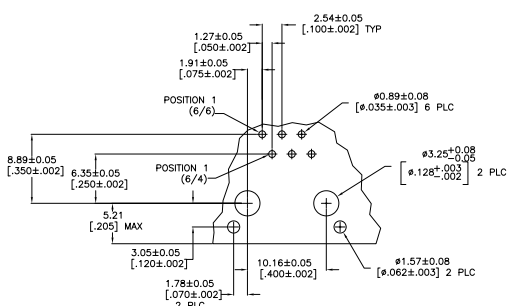 2.54±0.05
[.100±.002] TYP
1.27±0.05
[.050±.002]
1.91±0.05
[.075±.002]
POSITION 1
(6/6)
ø0.89±0.08
[ø.035±.003] 6 PLC
8.89±0.05
[.350±.002]
6.35±0.05
[.250±.002]
POSITION 1
(6/4)
ø3.25+0.08
-0.05
[ø.128+.003
-.002] 2 PLC
5.21
[.205] MAX
3.05±0.05
[.120±.002]
10.16±0.05
[.400±.002]
ø1.57±0.08
[ø.062±.003] 2 PLC
1.78±0.05
[.070±.002]
2 PLC